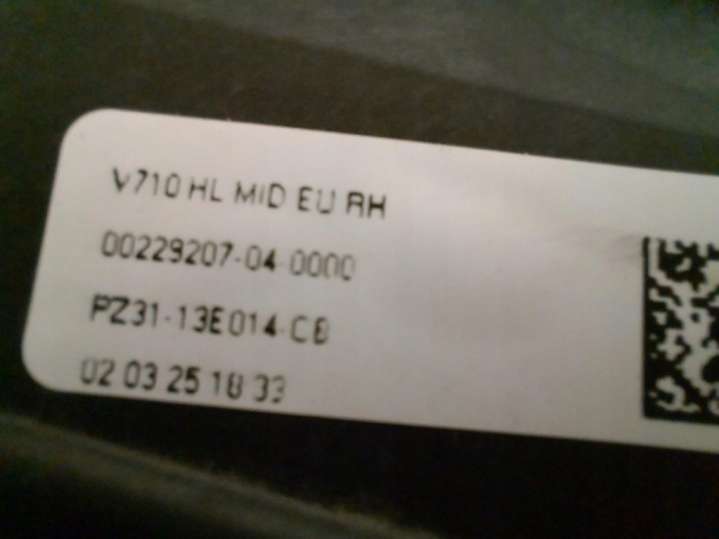 V710 HL MID EU RH
00229207-04-0000
PZ31-13E014-CB
02 03 25 18 33